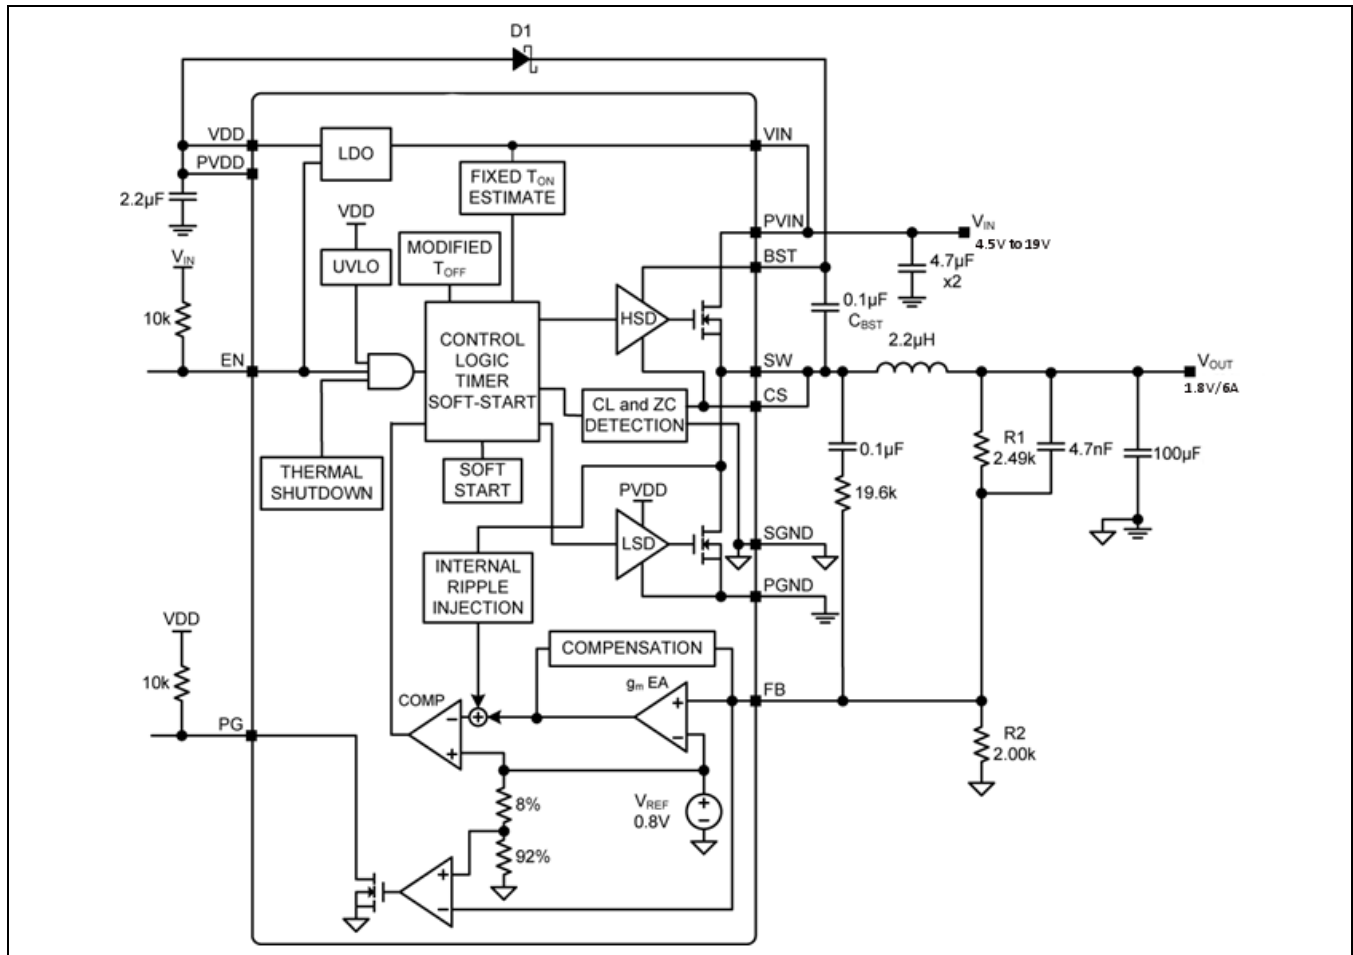 D1
VDD
LDO
VIN
PVDD
FIXED TON
ESTIMATE
2.2µF
VDD
PVIN
VIN
4.5V to 19V
MODIFIED
TOFF
BST
VIN
UVLO
4.7µF
x2
0.1µF
CBST
10k
HSD
2.2µH
CONTROL
LOGIC
TIMER
SOFT-START
EN
SW
VOUT
1.8V/6A
CS
CL and ZC
DETECTION
R1
2.49k
4.7nF
100µF
0.1µF
THERMAL
SHUTDOWN
SOFT
START
19.6k
PVDD
LSD
SGND
INTERNAL
RIPPLE
INJECTION
PGND
VDD
COMPENSATION
10k
COMP
gm EA
FB
PG
R2
2.00k
8%
VREF
0.8V
92%